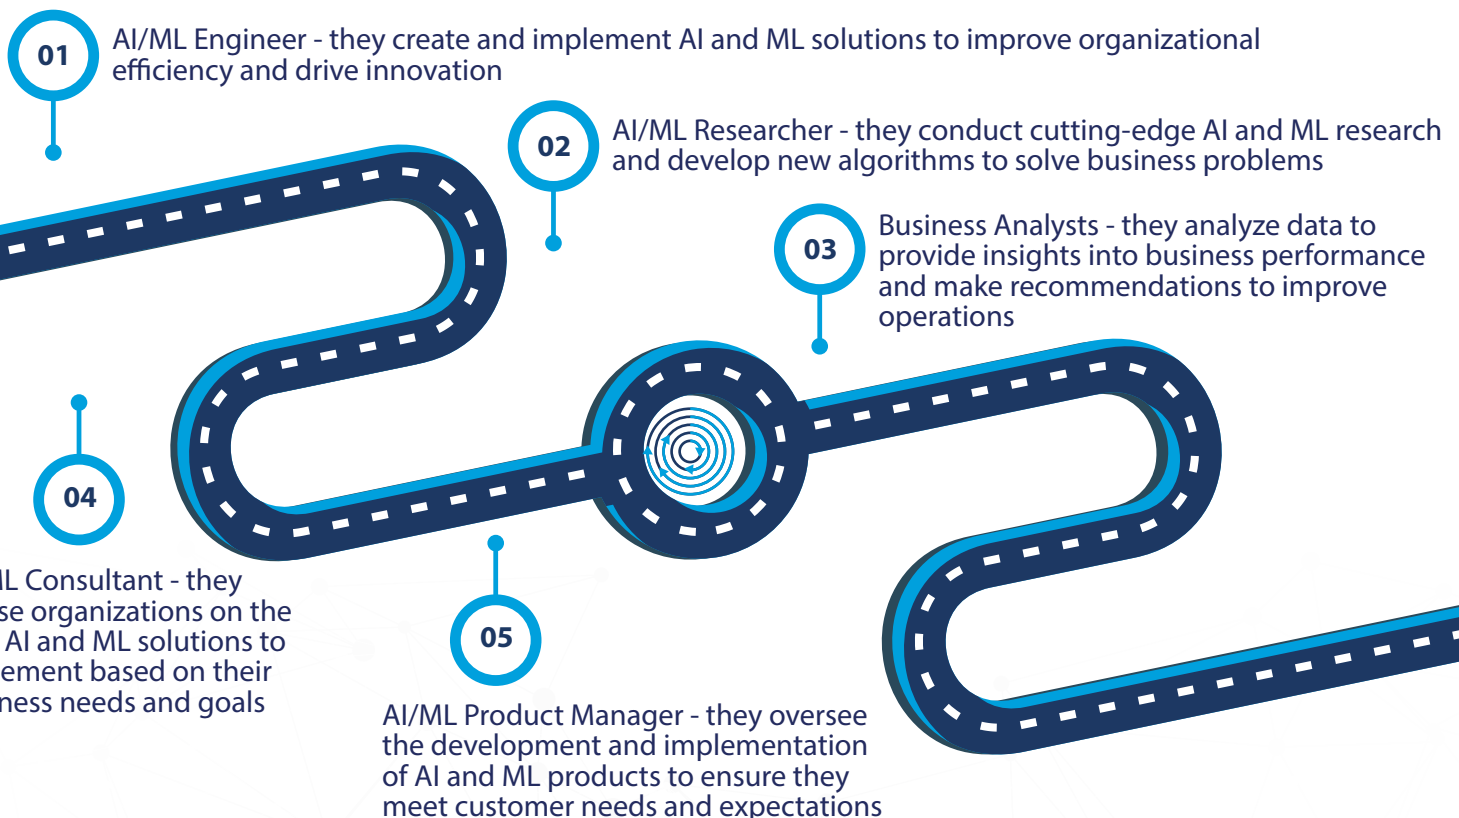 01
AI/ML Engineer - they create and implement AI and ML solutions to improve organizational
efficiency and drive innovation
02
AI/ML Researcher - they conduct cutting-edge AI and ML research
and develop new algorithms to solve business problems
03
Business Analysts - they analyze data to
provide insights into business performance
and make recommendations to improve
operations
04
Consultant - they
organizations on the
AI and ML solutions to
based on their
needs and goals
05
AI/ML Product Manager - they oversee
the development and implementation
of AI and ML products to ensure they
meet customer needs and expectations